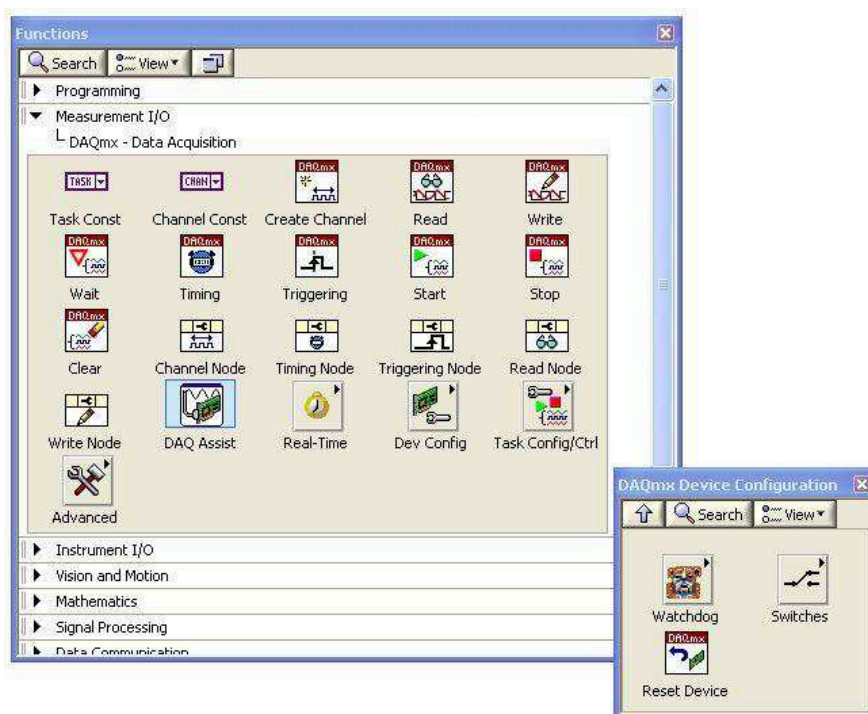 Functions
Search View
Programming
Measurement I/O
DAQmx - Data Acquisition
TASK CHAN DAQmx DAQmx DAQmx
Task Const Channel Const Create Channel Read Write
DAQmx DAQmx DAQmx DAQmx DAQmx
Wait Timing Triggering Start Stop
DAQmx
Clear Channel Node Timing Node Triggering Node Read Node
Write Node DAQ Assist Real-Time Dev Config Task Config/Ctrl
Advanced
Instrument I/O
Vision and Motion
Mathematics
Signal Processing
Data Communication
DAQmx Device Configuration
Search View
Watchdog Switches
DAQmx
Reset Device